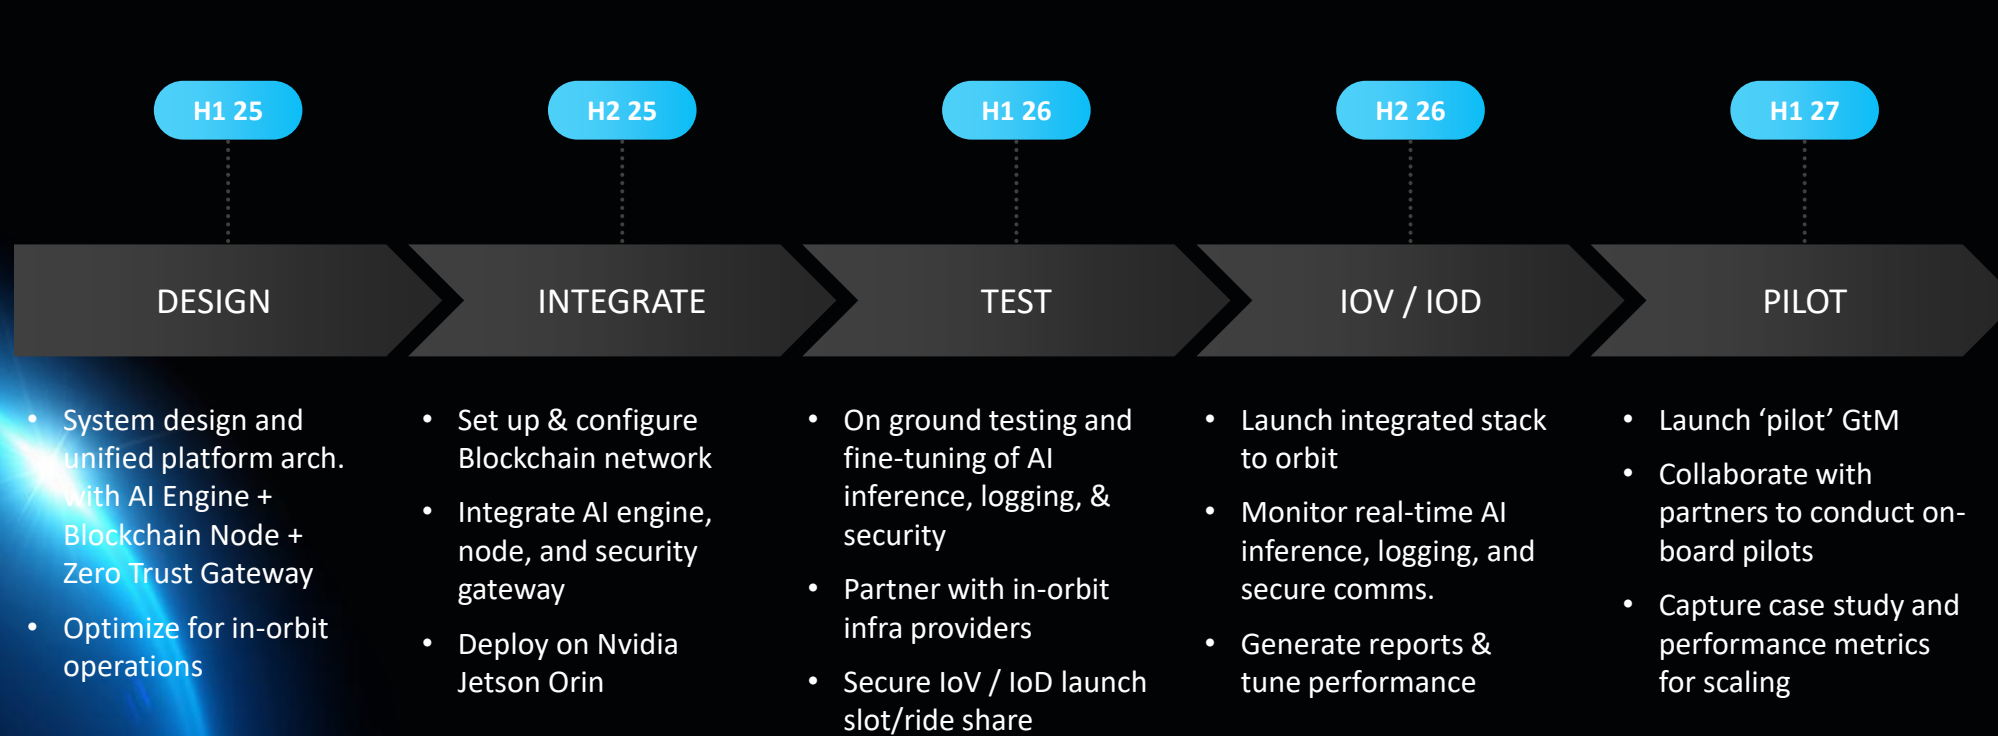 H1 25
H2 25
H1 26
H2 26
H1 27
DESIGN
INTEGRATE
TEST
IOV / IOD
PILOT
• System design and
unified platform arch.
with AI Engine +
Blockchain Node +
Zero Trust Gateway
• Optimize for in-orbit
operations
• Set up & configure
Blockchain network
• Integrate AI engine,
node, and security
gateway
• Deploy on Nvidia
Jetson Orin
• On ground testing and
fine-tuning of AI
inference, logging, &
security
• Partner with in-orbit
infra providers
• Secure IoV / IoD launch
slot/ride share
• Launch integrated stack
to orbit
• Monitor real-time AI
inference, logging, and
secure comms.
• Generate reports &
tune performance
• Launch ‘pilot’ GtM
• Collaborate with
partners to conduct on-
board pilots
• Capture case study and
performance metrics
for scaling